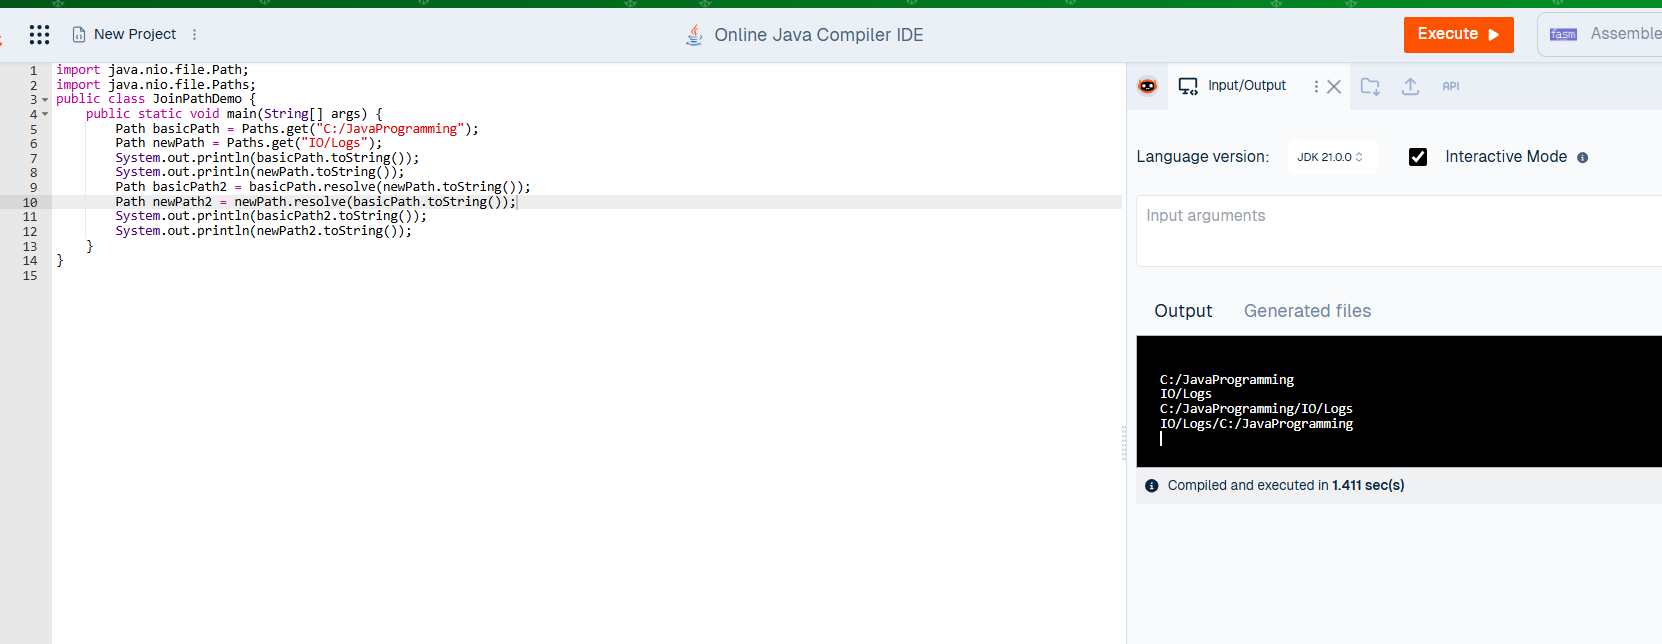 New Project
Online Java Compiler IDE
Execute
fasm Assemble
1 import java.nio.file.Path;
2 import java.nio.file.Paths;
3 public class JoinPathDemo {
4 public static void main(String[] args) {
5 Path basicPath = Paths.get("C:/JavaProgramming");
6 Path newPath = Paths.get("IO/Logs");
7 System.out.println(basicPath.toString());
8 System.out.println(newPath.toString());
9 Path basicPath2 = basicPath.resolve(newPath.toString());
10 Path newPath2 = newPath.resolve(basicPath.toString());
11 System.out.println(basicPath2.toString());
12 System.out.println(newPath2.toString());
13 }
14 }
15
Input/Output
API
Language version: JDK 21.0.0 Interactive Mode
Input arguments
Output Generated files
C:/JavaProgramming
IO/Logs
C:/JavaProgramming/IO/Logs
IO/Logs/C:/JavaProgramming
Compiled and executed in 1.411 sec(s)